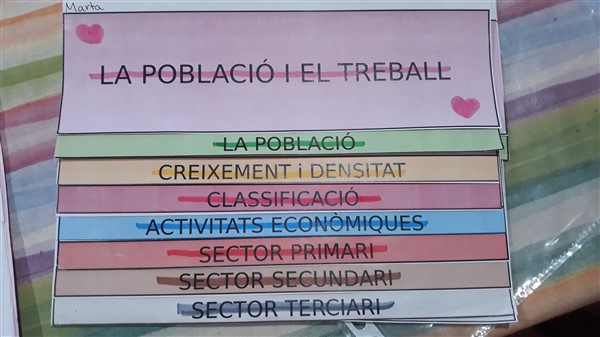 Marta
LA POBLACIÓ I EL TREBALL
LA POBLACIÓ
CREIXEMENT i DENSITAT
CLASSIFICACIÓ
ACTIVITATS ECONÒMIQUES
SECTOR PRIMARI
SECTOR SECUNDARI
SECTOR TERCIARI